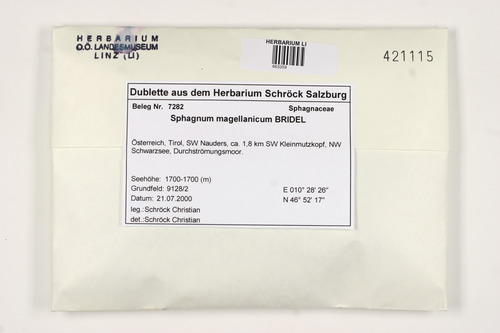 HERBARIUM
O.Ö. LANDESMUSEUM
LINZ (LI)
HERBARIUM LI
421115
Dublette aus dem Herbarium Schröck Salzburg
Beleg Nr. 7282 Sphagnaceae
Sphagnum magellanicum BRIDEL
Österreich, Tirol, SW Nauders, ca. 1,8 km SW Kleinmutzkopf, NW
Schwarzsee, Durchströmungsmoor.
Seehöhe: 1700-1700 (m)
Grundfeld: 9128/2 E 010° 28' 26"
Datum: 21.07.2000 N 46° 52' 17"
leg.:Schröck Christian
det.:Schröck Christian